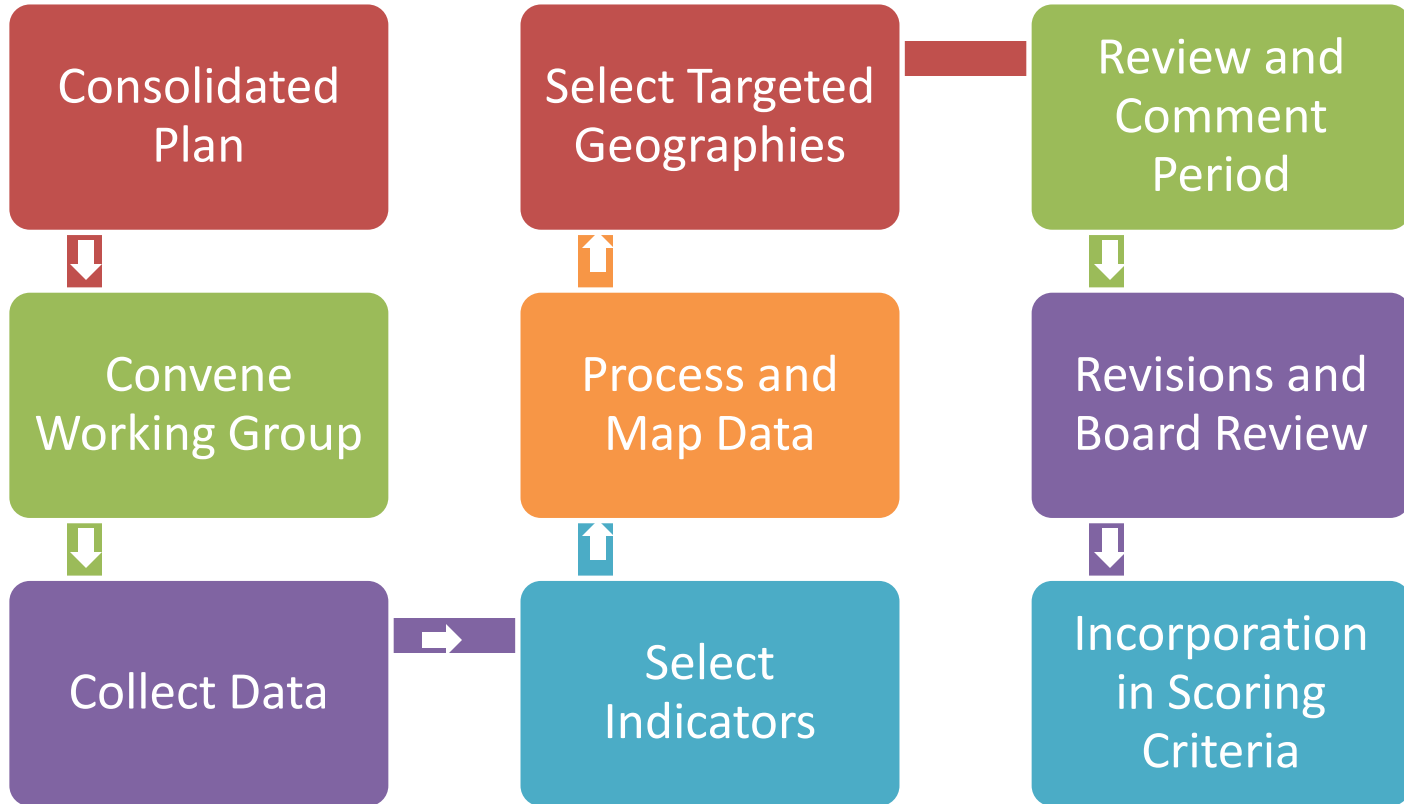 Consolidated
Plan
Convene
Working Group
Collect Data
Select
Indicators
Process and
Map Data
Select Targeted
Geographies
Review and
Comment
Period
Revisions and
Board Review
Incorporation
in Scoring
Criteria